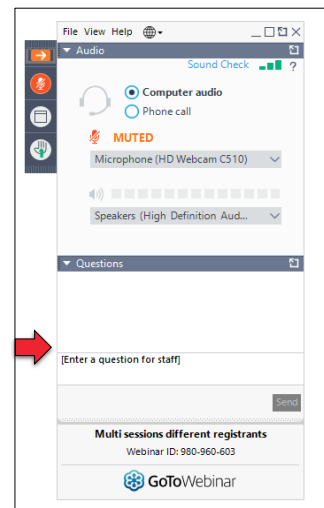 File View Help
Audio
Sound Check ?
Computer audio
Phone call
MUTED
Microphone (HD Webcam C510)
Speakers (High Definition Aud...
Questions
[Enter a question for staff]
Send
Multi sessions different registrants
Webinar ID: 980-960-603
GoToWebinar